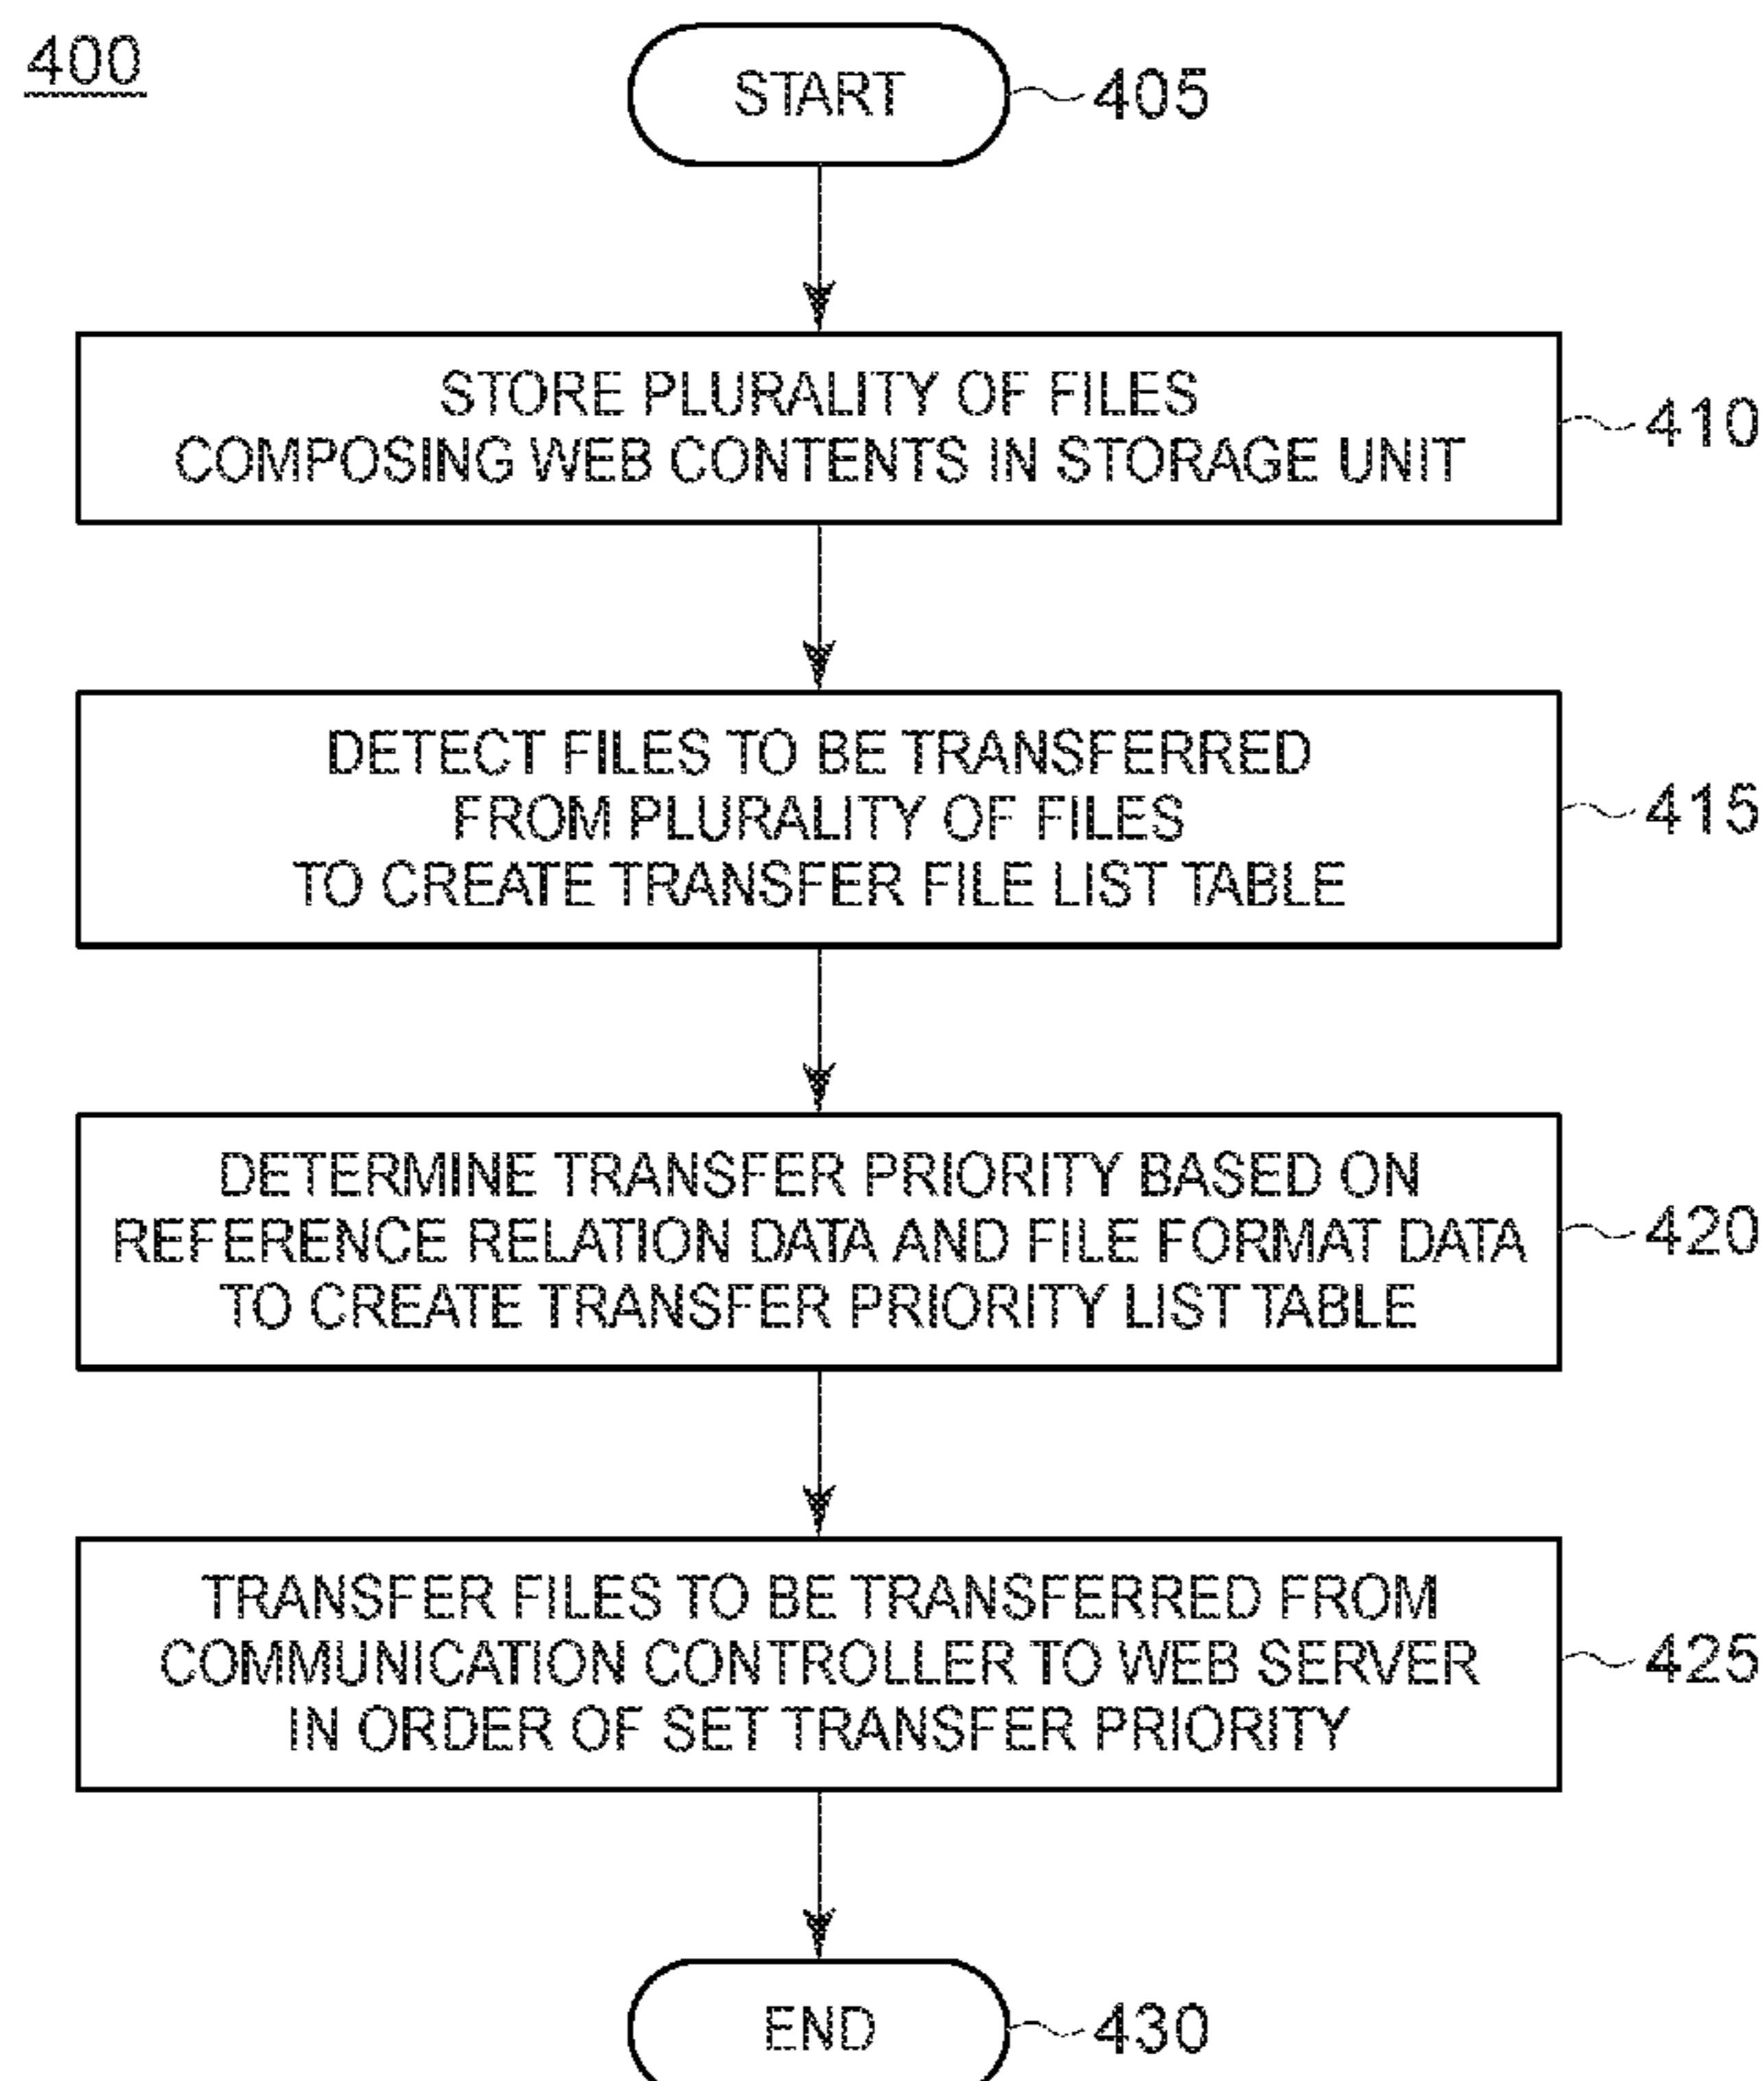 400
START
405
STORE PLURALITY OF FILES
COMPOSING WEB CONTENTS IN STORAGE UNIT
410
DETECT FILES TO BE TRANSFERRED
FROM PLURALITY OF FILES
TO CREATE TRANSFER FILE LIST TABLE
415
DETERMINE TRANSFER PRIORITY BASED ON
REFERENCE RELATION DATA AND FILE FORMAT DATA
TO CREATE TRANSFER PRIORITY LIST TABLE
420
TRANSFER FILES TO BE TRANSFERRED FROM
COMMUNICATION CONTROLLER TO WEB SERVER
IN ORDER OF SET TRANSFER PRIORITY
425
END
430